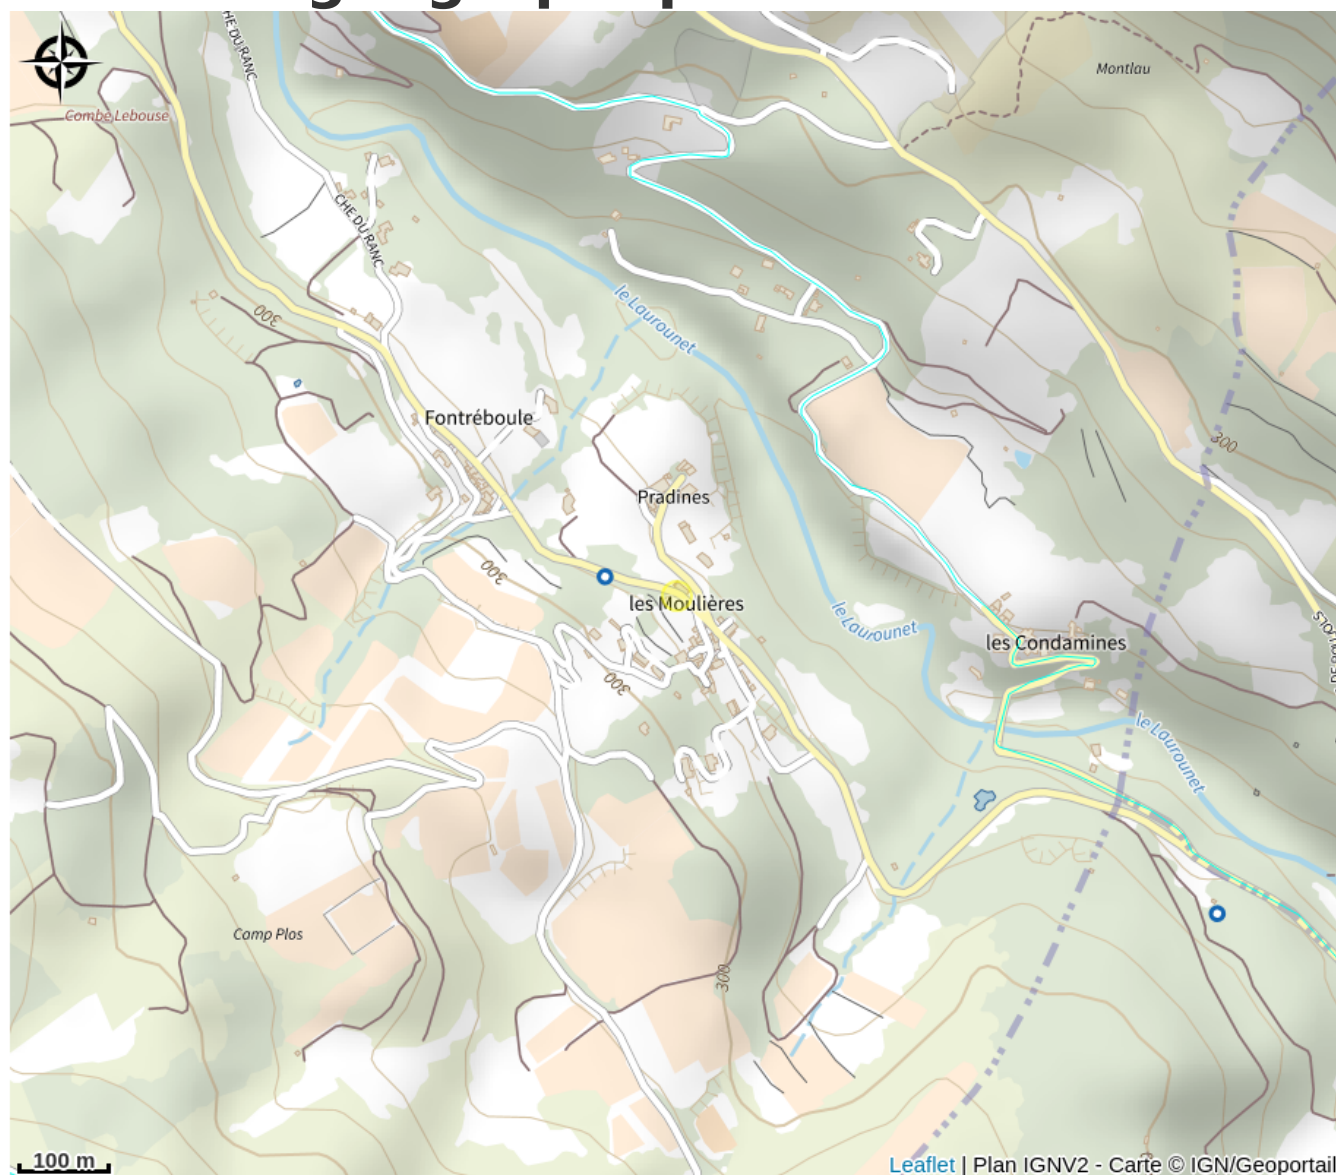 CHE DU RANC
Montlau
Combe Lebouse
CHE DU RANC
le Laurounet
300
Fontréboule
300
Pradines
300
les Moulières
le Laurounet
les Condamines
300
le Laurounet
Camp Plos
300
100 m
Leaflet | Plan IGNV2 - Carte © IGN/Geoportail